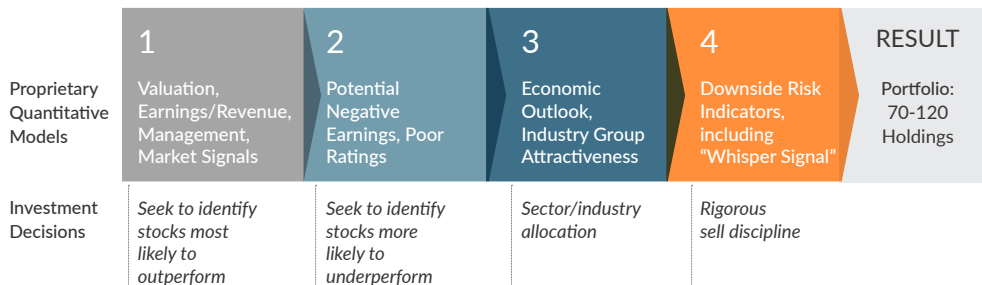 1
2
3
4
RESULT
Proprietary
Quantitative
Models
Valuation,
Earnings/Revenue,
Management,
Market Signals
Potential
Negative
Earnings, Poor
Ratings
Economic
Outlook,
Industry Group
Attractiveness
Downside Risk
Indicators,
including
“Whisper Signal”
Portfolio:
70-120
Holdings
Investment
Decisions
Seek to identify
stocks most
likely to
outperform
Seek to identify
stocks more
likely to
underperform
Sector/industry
allocation
Rigorous
sell discipline